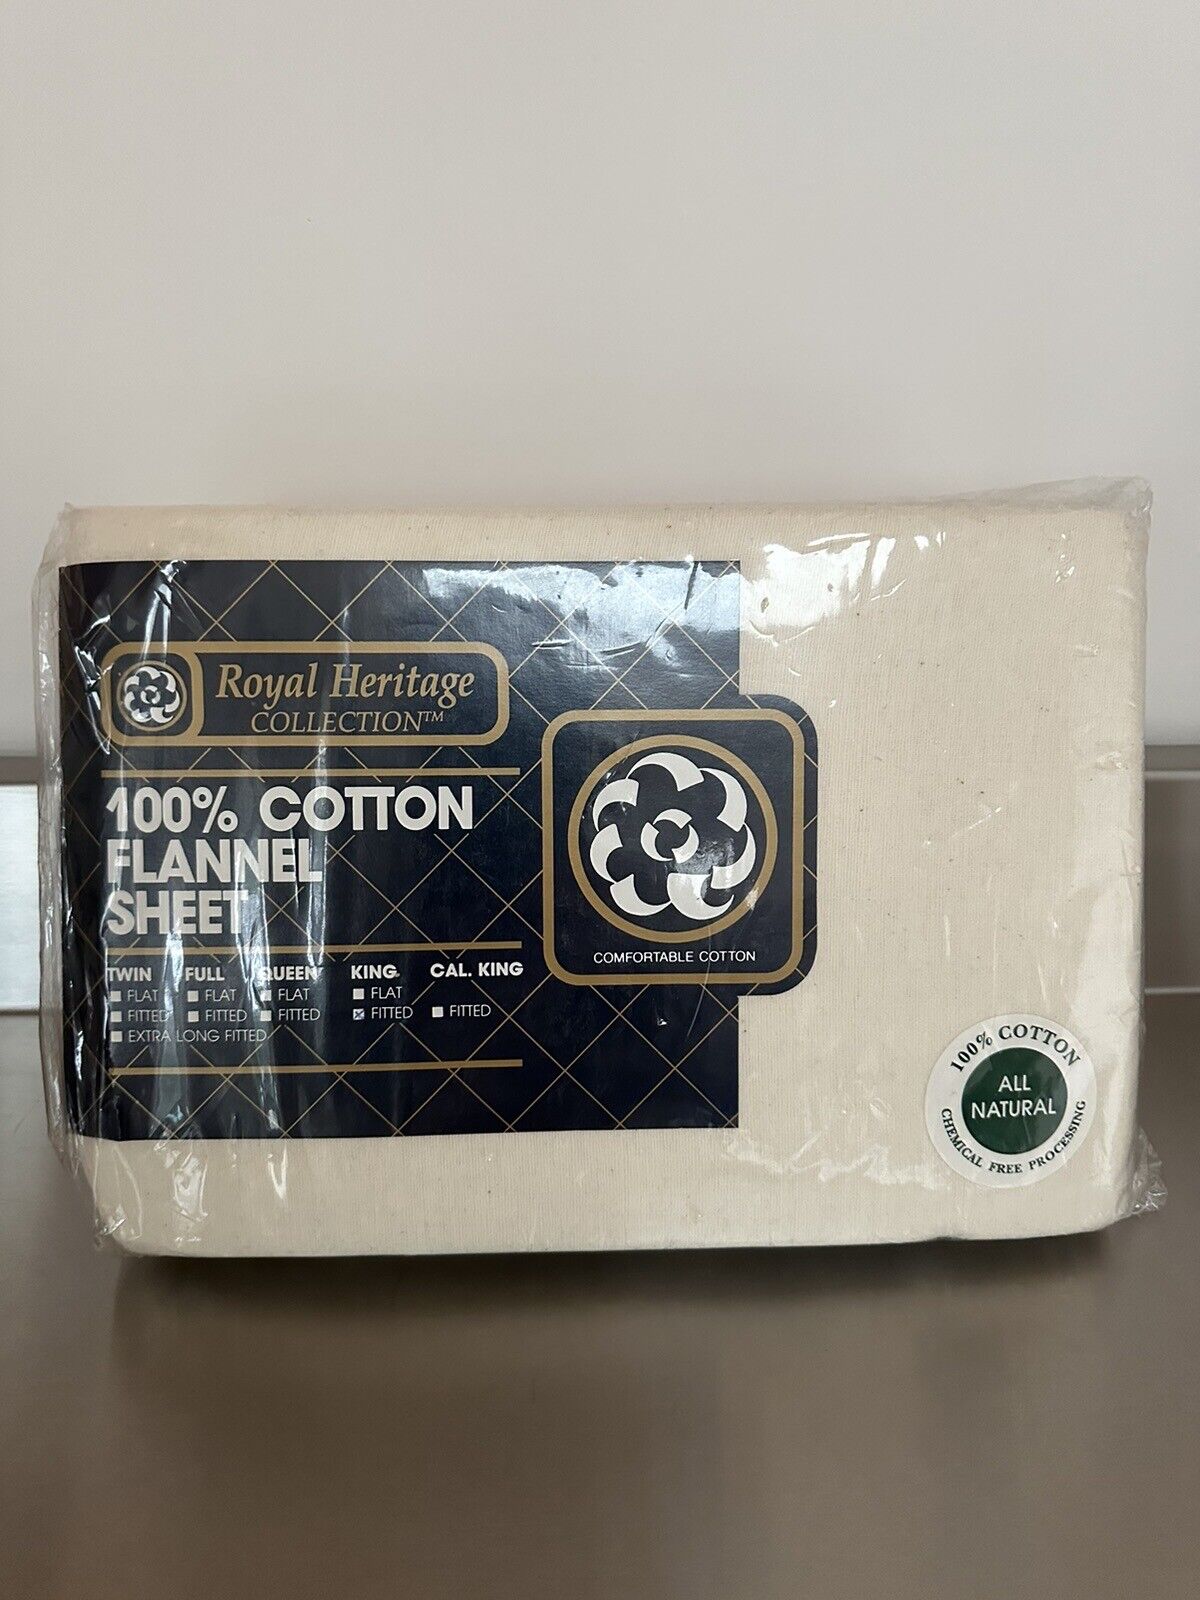 Royal Heritage
COLLECTION™
100% COTTON
FLANNEL
SHEET
TWIN FULL QUEEN KING CAL. KING
FLAT FLAT FLAT FLAT
FITTED FITTED FITTED FITTED FITTED
EXTRA LONG FITTED
COMFORTABLE COTTON
100% COTTON
ALL
NATURAL
CHEMICAL FREE PROCESSING